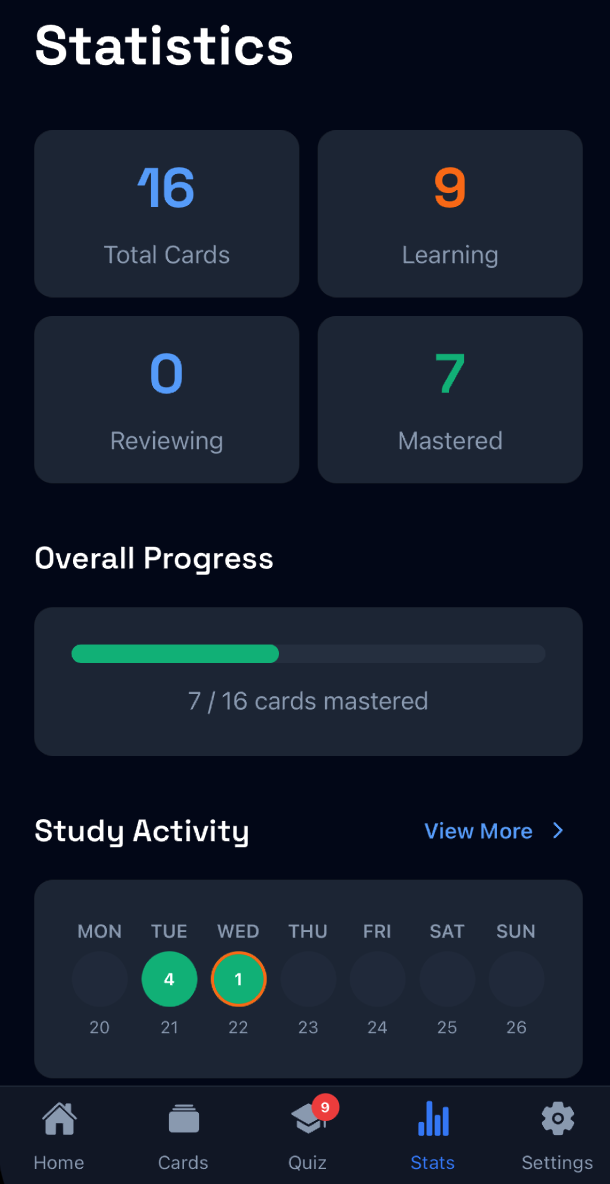 Statistics
16 9
Total Cards Learning
0 7
Reviewing Mastered
Overall Progress
7 / 16 cards mastered
Study Activity View More
MON TUE WED THU FRI SAT SUN
4 1
20 21 22 23 24 25 26
9
Home Cards Quiz Stats Settings